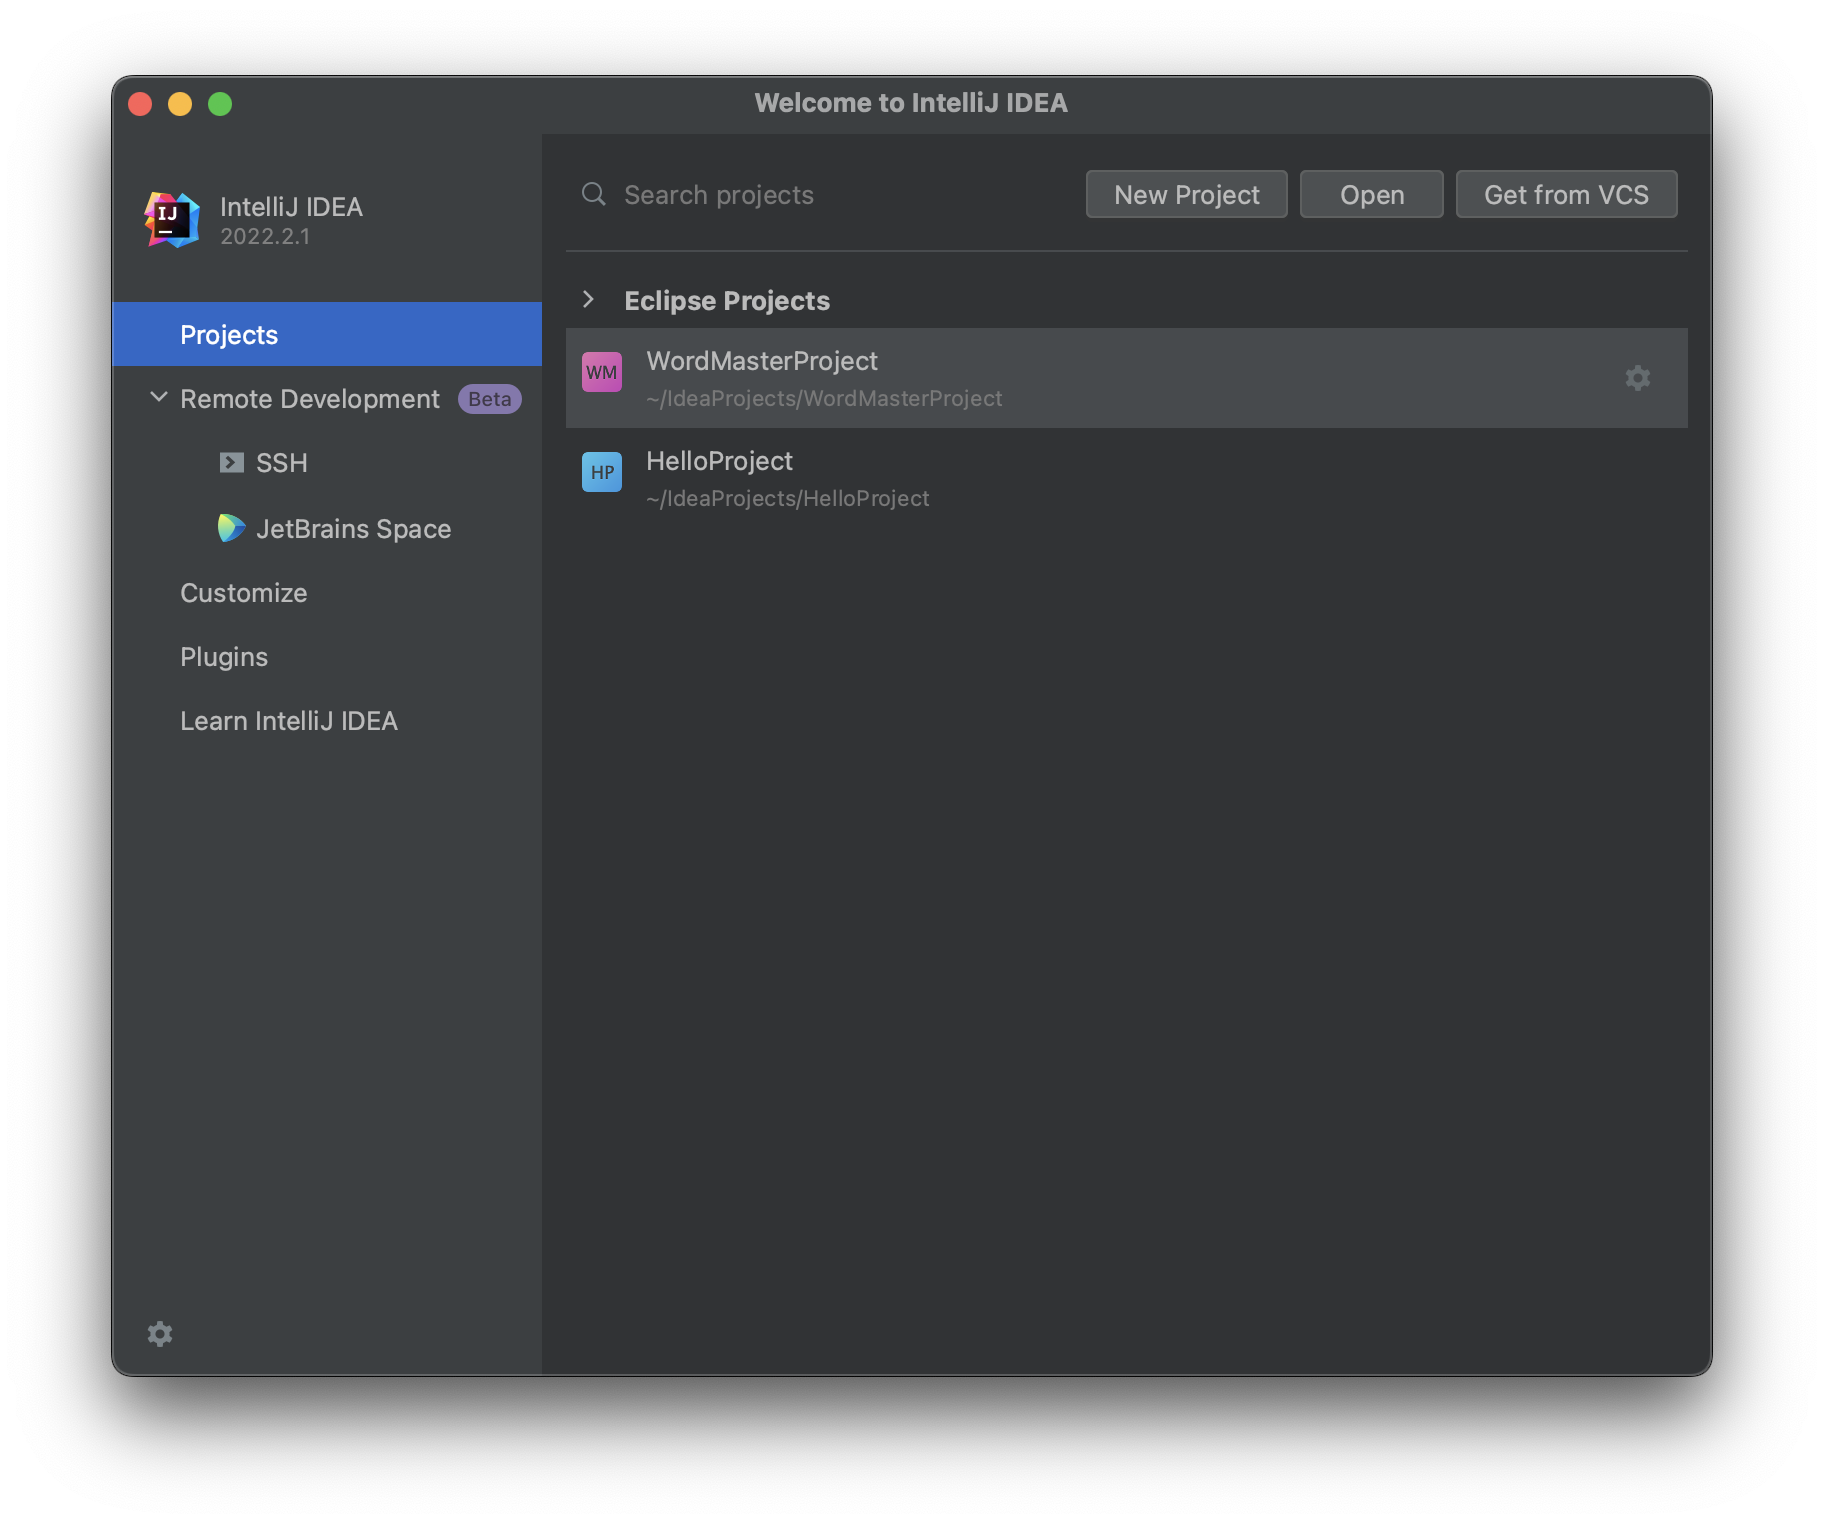 Welcome to IntelliJ IDEA
IJ
IntelliJ IDEA
2022.2.1
Projects
Remote Development Beta
SSH
JetBrains Space
Customize
Plugins
Learn IntelliJ IDEA
Search projects
New Project
Open
Get from VCS
Eclipse Projects
WM
WordMasterProject
~/IdeaProjects/WordMasterProject
HP
HelloProject
~/IdeaProjects/HelloProject